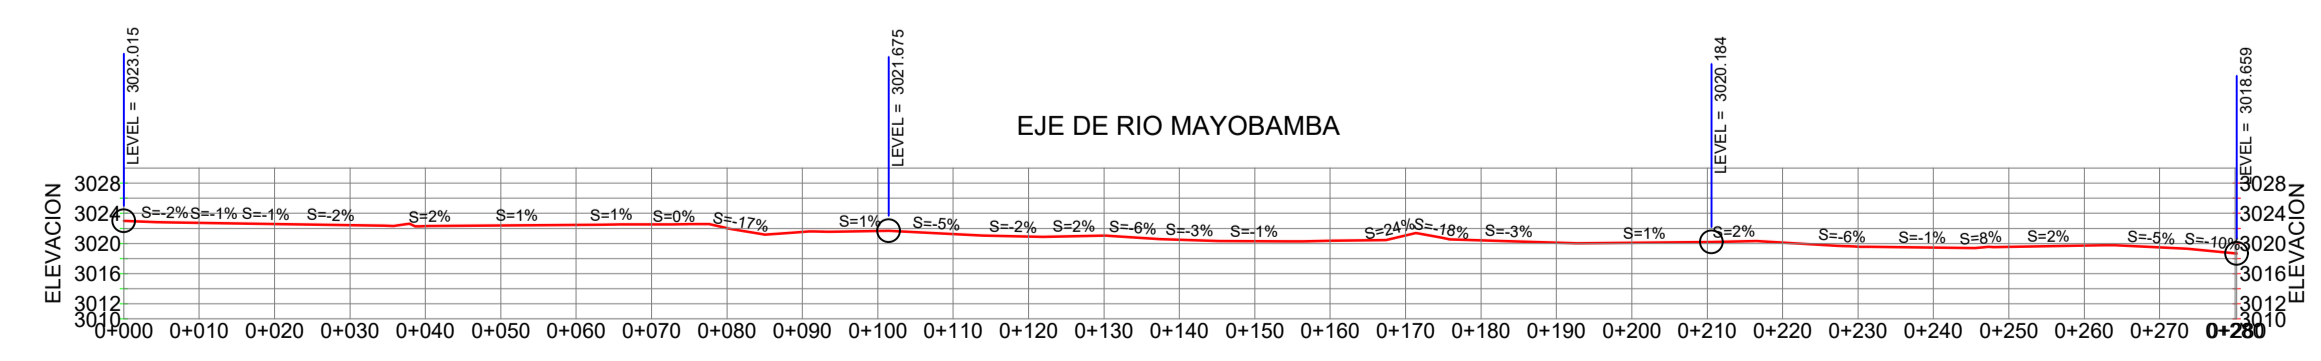 LEVEL = 3023.015
LEVEL = 3021.675
LEVEL = 3020.184
LEVEL = 3018.659
EJE DE RIO MAYOBAMBA
ELEVACION
3028
3024
3020
3016
3012
3010
S=-2%
S=-1%
S=-1%
S=-2%
S=2%
S=1%
S=1%
S=0%
S=-17%
S=1%
S=-5%
S=-2%
S=2%
S=-6%
S=-3%
S=-1%
S=24%
S=-18%
S=-3%
S=1%
S=2%
S=-6%
S=-1%
S=8%
S=2%
S=-5%
S=-10%
3028
3024
3020
3016
3012
3010
ELEVACION
0+000 0+010 0+020 0+030 0+040 0+050 0+060 0+070 0+080 0+090 0+100 0+110 0+120 0+130 0+140 0+150 0+160 0+170 0+180 0+190 0+200 0+210 0+220 0+230 0+240 0+250 0+260 0+270 0+280